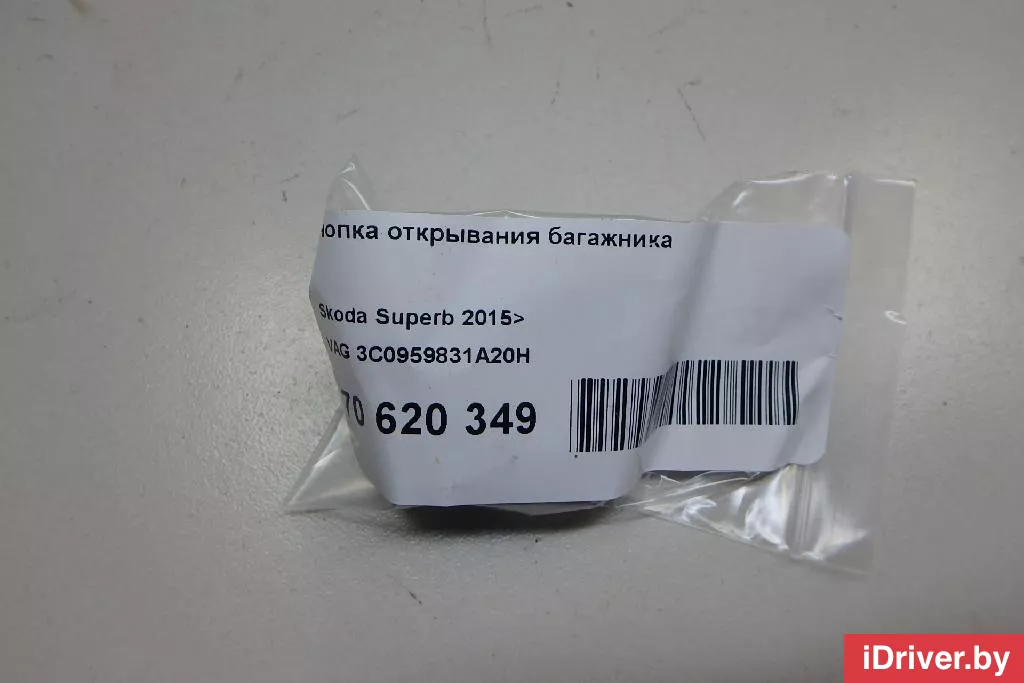 нопка открывания багажника
Skoda Superb 2015>
VAG 3C0959831A20H
70 620 349
iDriver.by